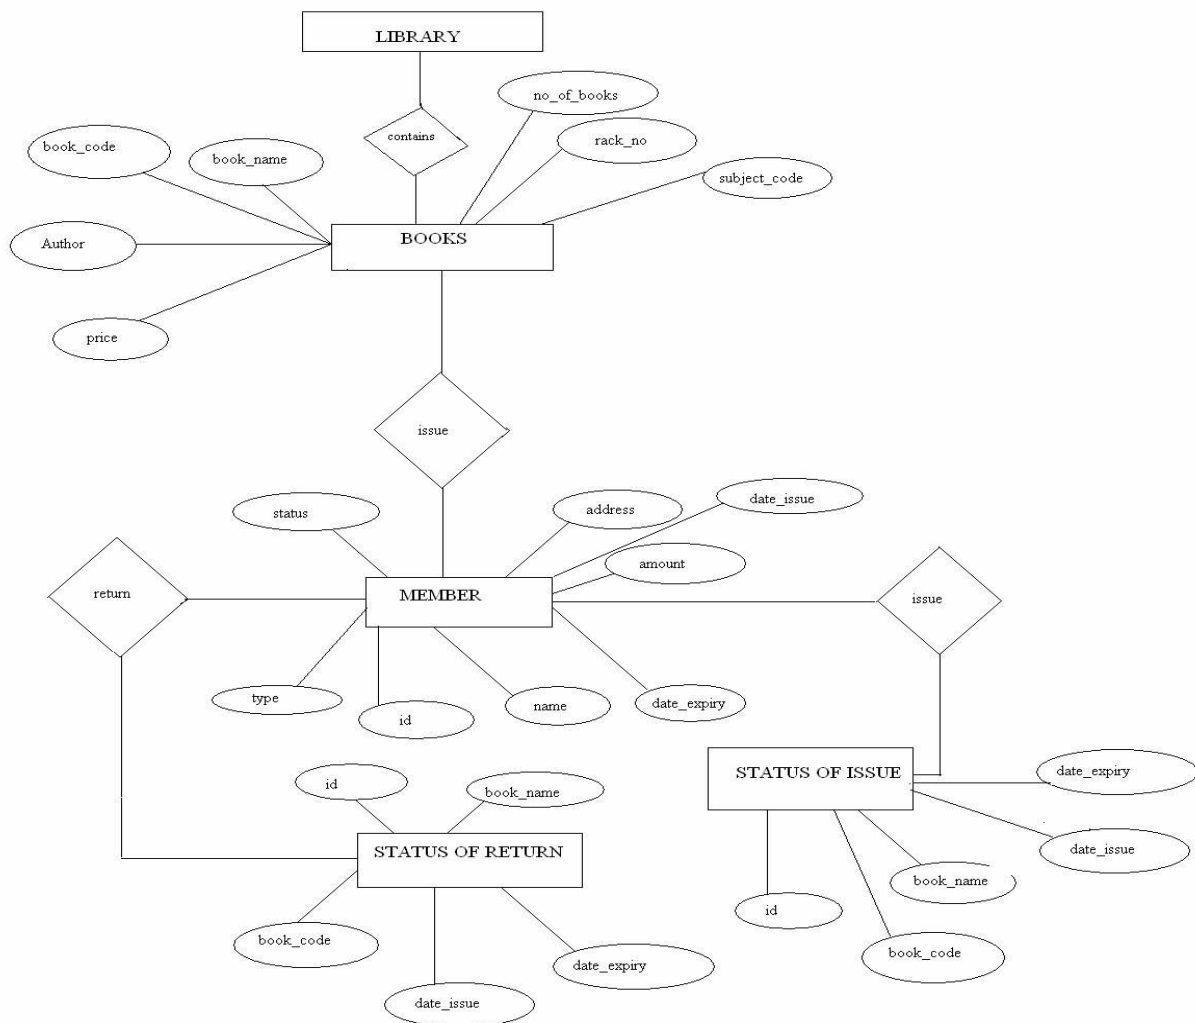 LIBRARY
no_of_books
contains
book_code
book_name
rack_no
subject_code
Author
BOOKS
price
issue
status
address
date_issue
amount
return
MEMBER
issue
type
id
name
date_expiry
id
book_name
STATUS OF ISSUE
date_expiry
STATUS OF RETURN
date_issue
book_name
id
book_code
book_code
date_expiry
date_issue